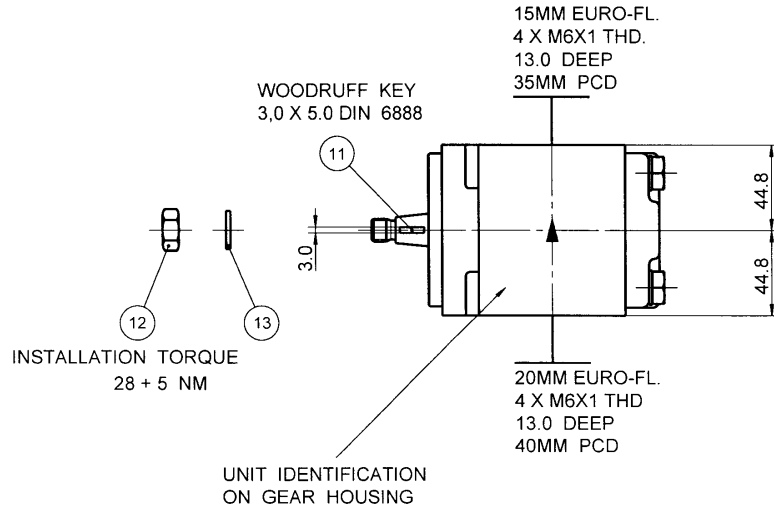 15MM EURO-FL.
4 X M6X1 THD.
13.0 DEEP
35MM PCD
WOODRUFF KEY
3,0 X 5.0 DIN 6888
11
44.8
3.0
44.8
12
13
INSTALLATION TORQUE
28 + 5 NM
20MM EURO-FL.
4 X M6X1 THD
13.0 DEEP
40MM PCD
UNIT IDENTIFICATION
ON GEAR HOUSING